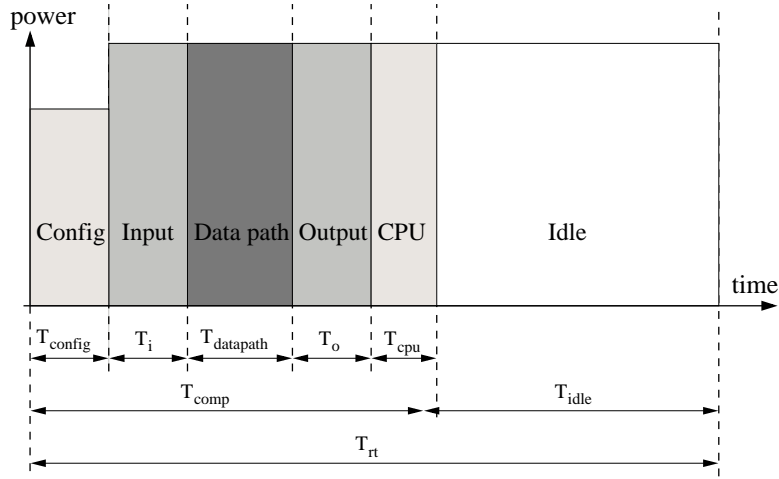 power
Config Input Data path Output CPU Idle
time
T_config T_i T_datapath T_o T_cpu
T_comp T_idle
T_rt